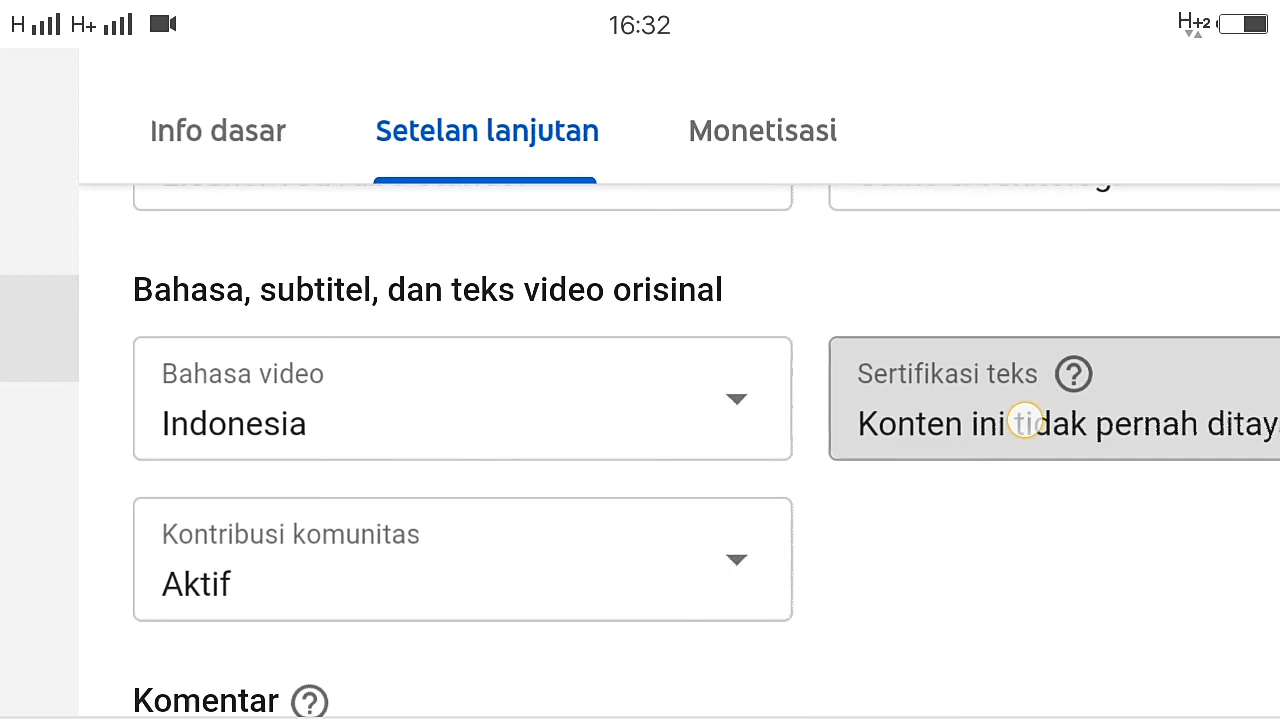 H H+ 16:32 H+2
Info dasar Setelan lanjutan Monetisasi
Bahasa, subtitel, dan teks video orisinal
Bahasa video
Indonesia
Sertifikasi teks ?
Konten ini tidak pernah ditay
Kontribusi komunitas
Aktif
Komentar ?